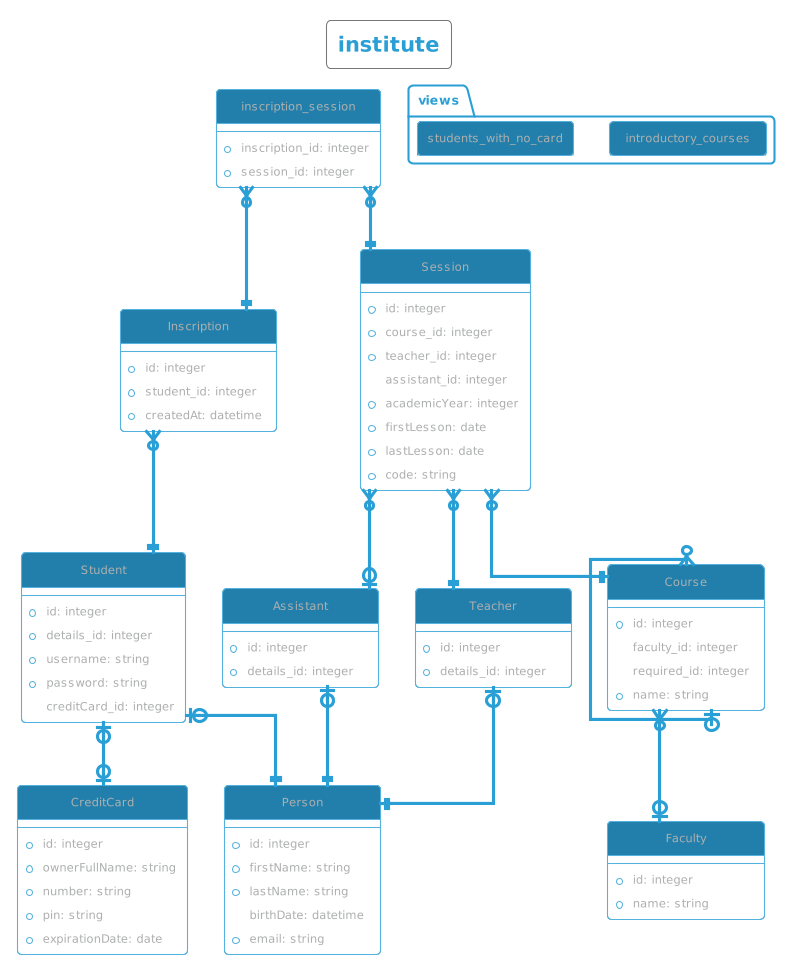 institute
inscription_session
inscription_id: integer
session_id: integer
views
students_with_no_card
introductory_courses
Session
id: integer
course_id: integer
teacher_id: integer
assistant_id: integer
academicYear: integer
firstLesson: date
lastLesson: date
code: string
Inscription
id: integer
student_id: integer
createdAt: datetime
Student
id: integer
details_id: integer
username: string
password: string
creditCard_id: integer
Assistant
id: integer
details_id: integer
Teacher
id: integer
details_id: integer
Course
id: integer
faculty_id: integer
required_id: integer
name: string
CreditCard
id: integer
ownerFullName: string
number: string
pin: string
expirationDate: date
Person
id: integer
firstName: string
lastName: string
birthDate: datetime
email: string
Faculty
id: integer
name: string